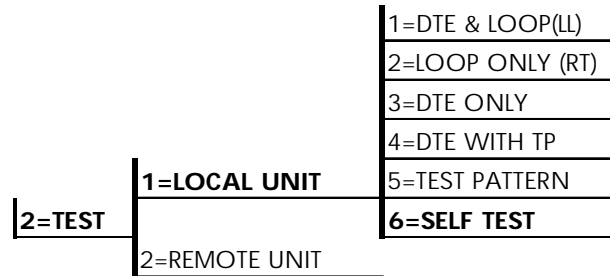 1=DTE & LOOP(LL)
2=LOOP ONLY (RT)
3=DTE ONLY
4=DTE WITH TP
1=LOCAL UNIT
5=TEST PATTERN
2=TEST
6=SELF TEST
2=REMOTE UNIT